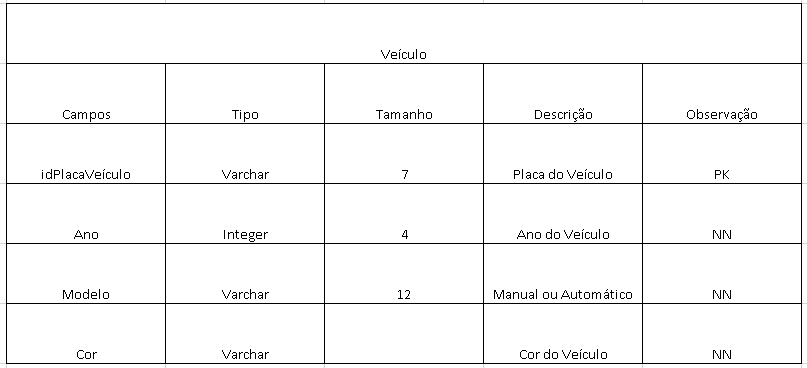 Veículo
Campos Tipo Tamanho Descrição Observação
idPlacaVeículo Varchar 7 Placa do Veículo PK
Ano Integer 4 Ano do Veículo NN
Modelo Varchar 12 Manual ou Automático NN
Cor Varchar Cor do Veículo NN